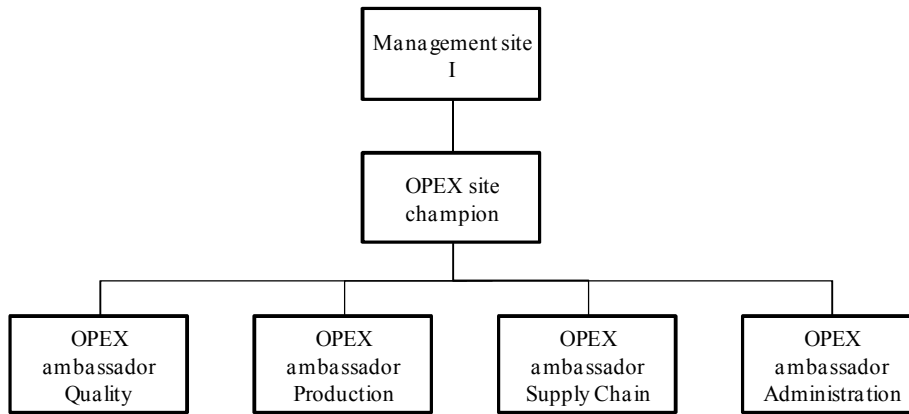 Management site
I
OPEX site
champion
OPEX
ambassador
Quality
OPEX
ambassador
Production
OPEX
ambassador
Supply Chain
OPEX
ambassador
Administration